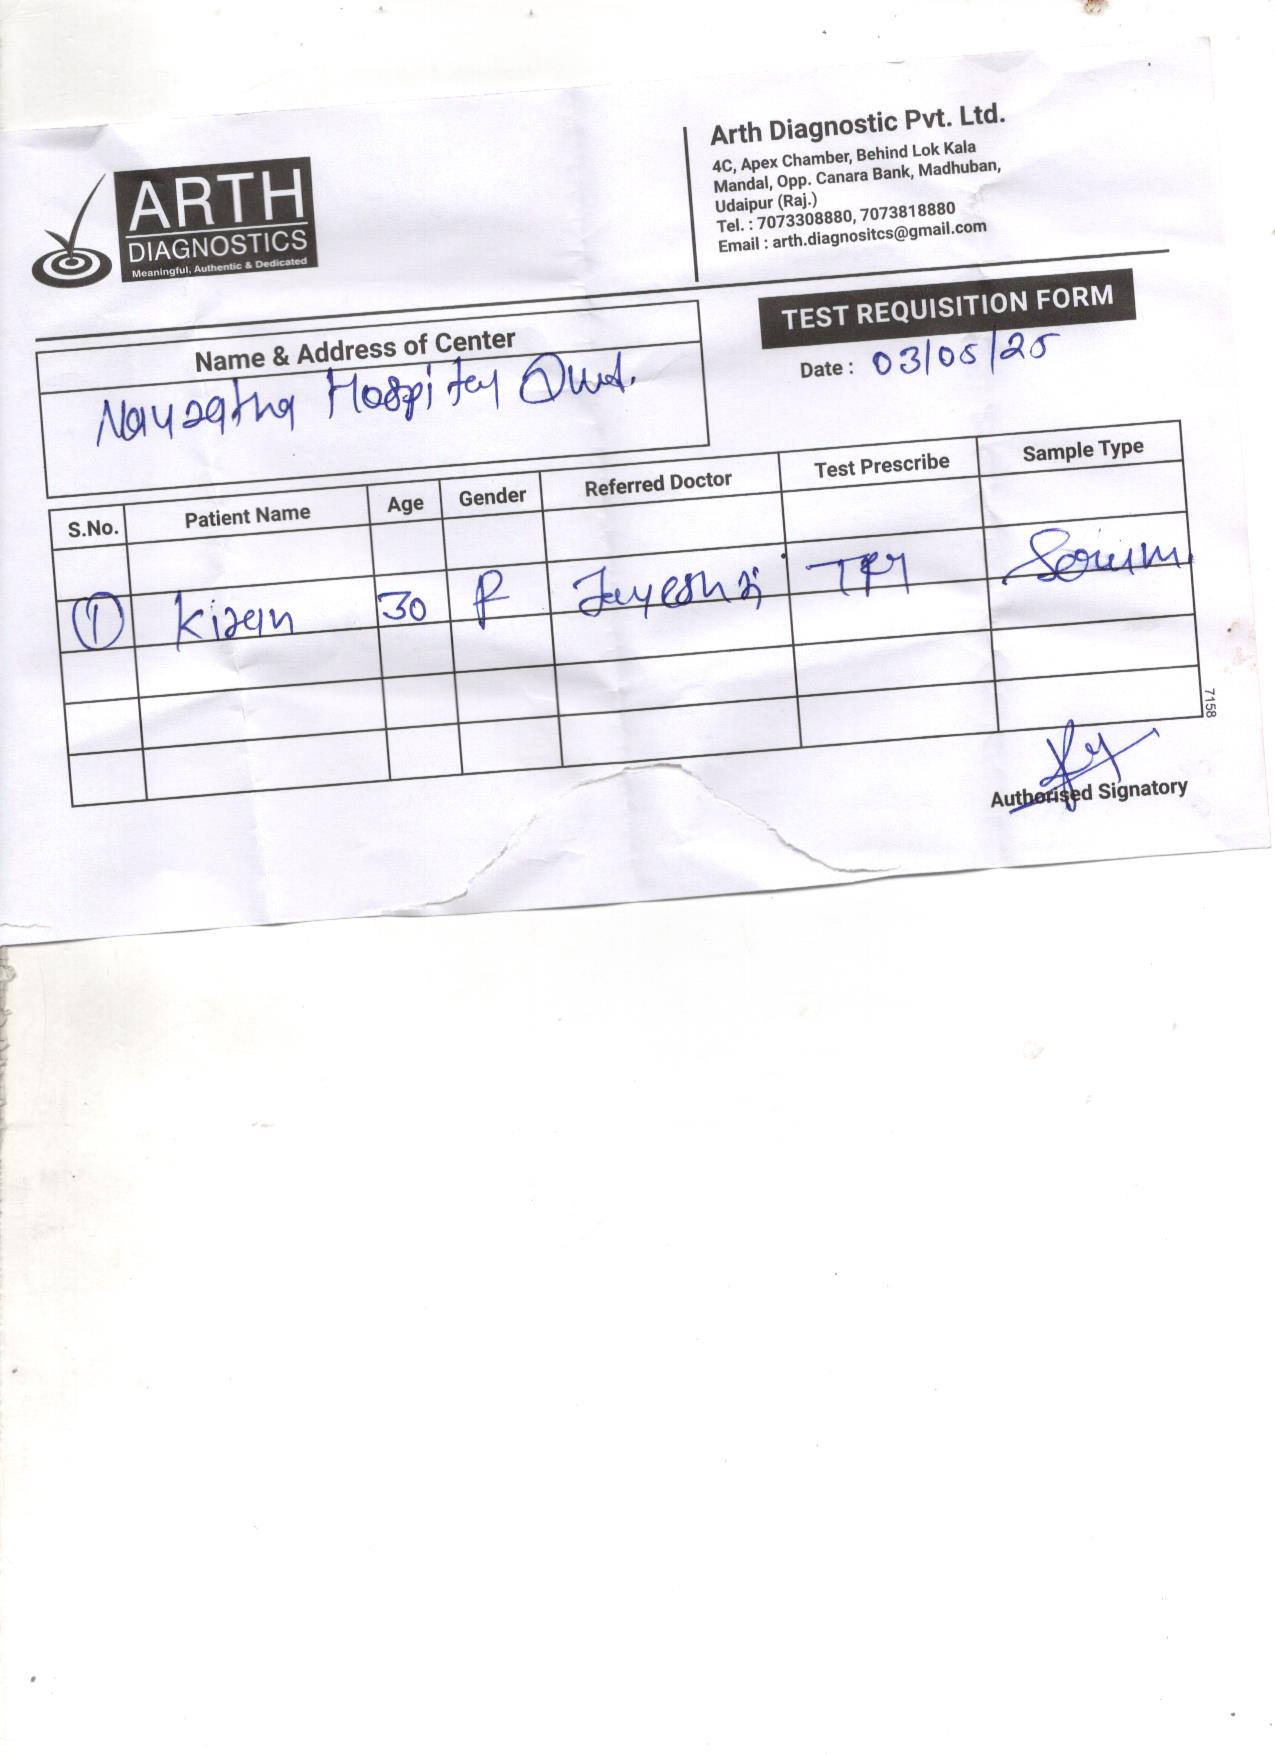 ARTH
DIAGNOSTICS
Meaningful, Authentic & Dedicated
Arth Diagnostic Pvt. Ltd.
4C, Apex Chamber, Behind Lok Kala
Mandal, Opp. Canara Bank, Madhuban,
Udaipur (Raj.)
Tel. : 7073308880, 7073818880
Email : arth.diagnositcs@gmail.com
TEST REQUISITION FORM
Date : 03/05/25
Name & Address of Center
Hospital
S.No. Patient Name Age Gender Referred Doctor Test Prescribe Sample Type
1 Kiran 30 F Jayesh ji Serum
7158
Authorised Signatory